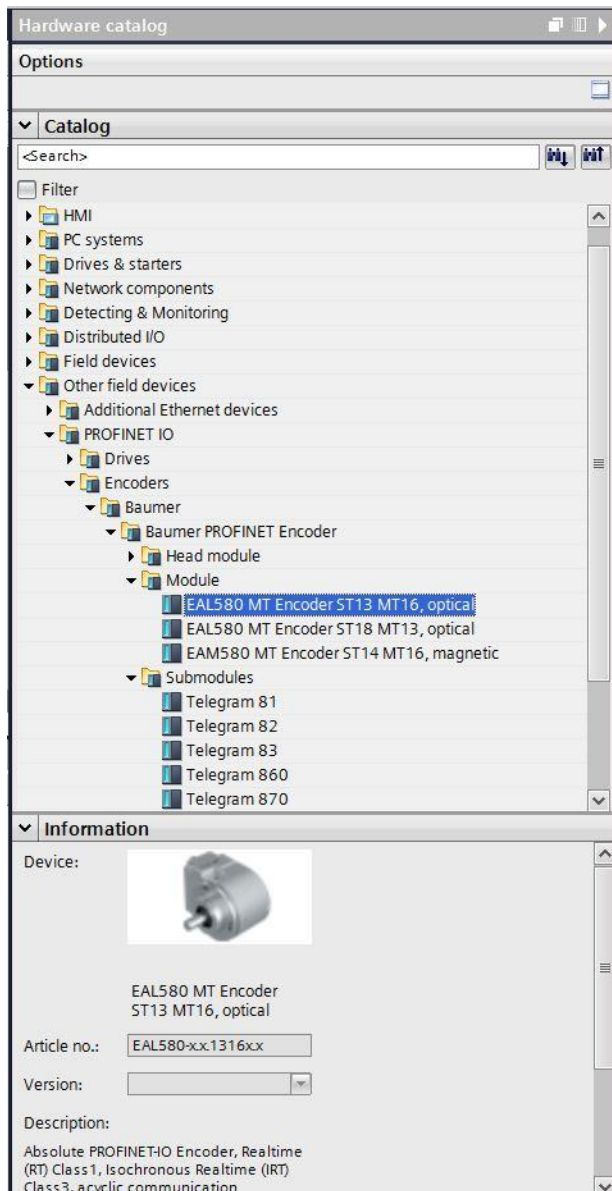 Hardware catalog
Options
Catalog
<Search>
Filter
HMI
PC systems
Drives & starters
Network components
Detecting & Monitoring
Distributed I/O
Field devices
Other field devices
Additional Ethernet devices
PROFINET IO
Drives
Encoders
Baumer
Baumer PROFINET Encoder
Head module
Module
EAL580 MT Encoder ST13 MT16, optical
EAL580 MT Encoder ST18 MT13, optical
EAM580 MT Encoder ST14 MT16, magnetic
Submodules
Telegram 81
Telegram 82
Telegram 83
Telegram 860
Telegram 870
Information
Device:
EAL580 MT Encoder
ST13 MT16, optical
Article no.: EAL580-x.x.1316x.x
Version:
Description:
Absolute PROFINET-IO Encoder, Realtime
(RT) Class1, Isochronous Realtime (IRT)
Class3, acyclic communication